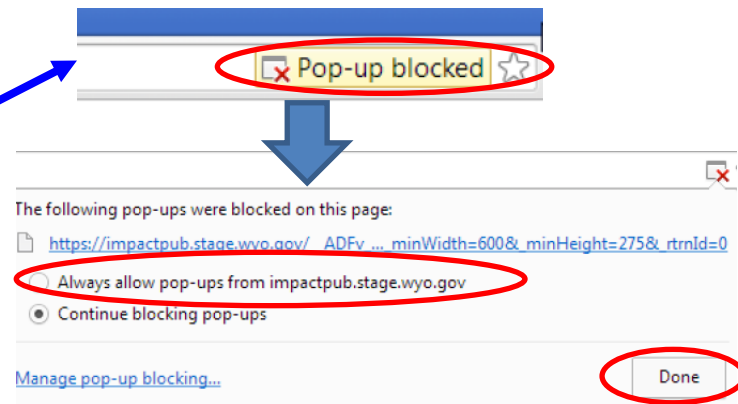 Pop-up blocked
The following pop-ups were blocked on this page:
https://impactpub.stage.wyo.gov/__ADFv_..._minWidth=600&_minHeight=275&_rtrnId=0
Always allow pop-ups from impactpub.stage.wyo.gov
Continue blocking pop-ups
Manage pop-up blocking...
Done